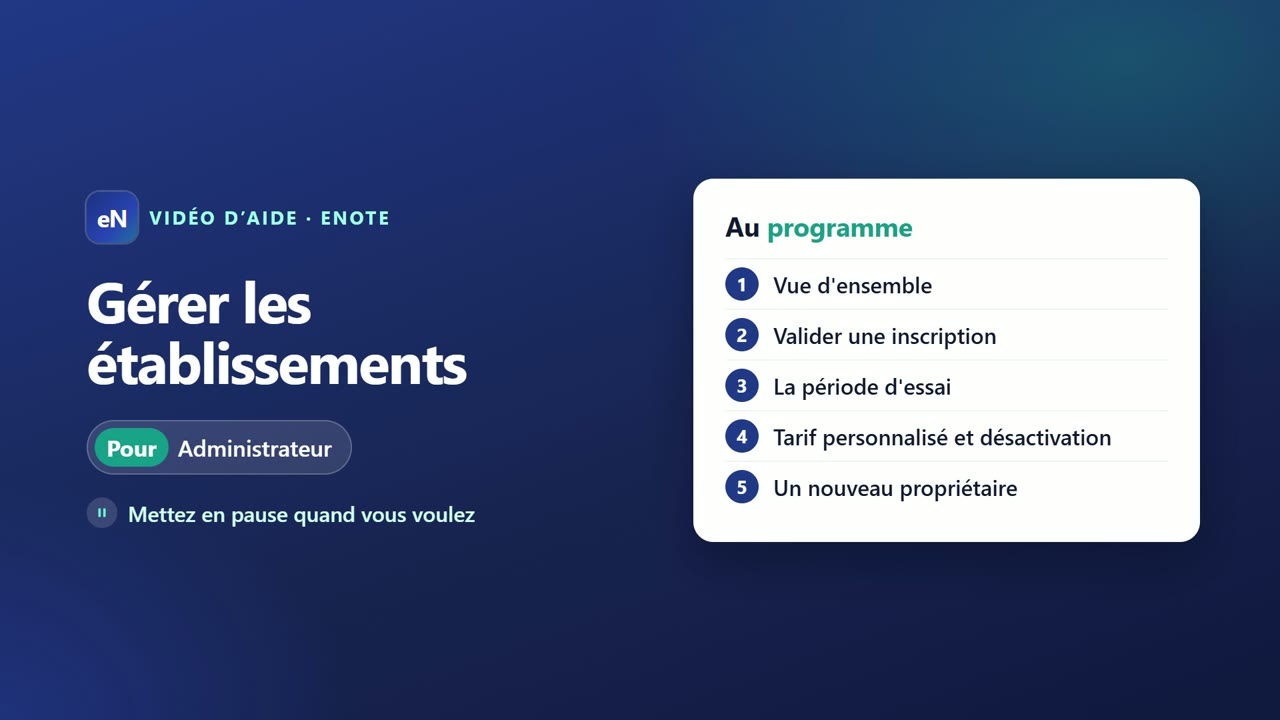 eN
VIDÉO D’AIDE · ENOTE
Gérer les
établissements
Pour Administrateur
Mettez en pause quand vous voulez
Au programme
1 Vue d'ensemble
2 Valider une inscription
3 La période d'essai
4 Tarif personnalisé et désactivation
5 Un nouveau propriétaire